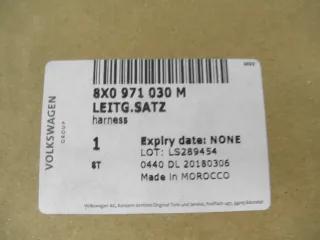 8X0 971 030 M
LEITG.SATZ
harness
1
ST
Expiry date: NONE
LOT: LS289454
0440 DL 20180306
Made in MOROCCO
VOLKSWAGEN
GROUP